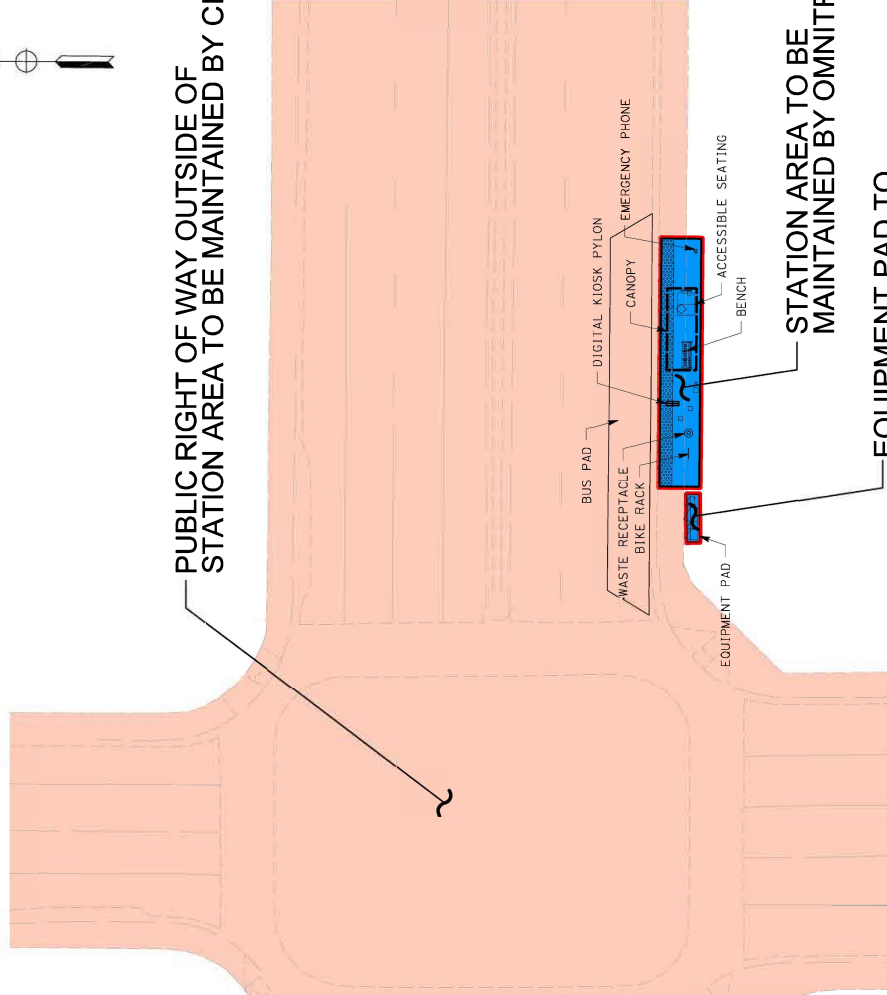 PUBLIC RIGHT OF WAY OUTSIDE OF
STATION AREA TO BE MAINTAINED BY
BUS PAD
WASTE RECEPTACLE
BIKE RACK
DIGITAL KIOSK PYLON
CANOPY
EMERGENCY PHONE
ACCESSIBLE SEATING
BENCH
EQUIPMENT PAD
STATION AREA TO BE
MAINTAINED BY
EQUIPMENT PAD TO